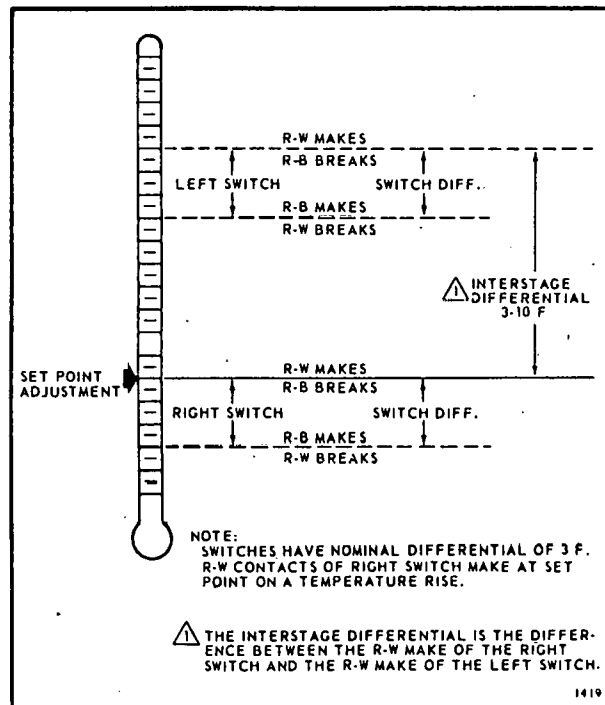 R-W MAKES
R-B BREAKS
LEFT SWITCH
SWITCH DIFF.
R-B MAKES
R-W BREAKS
⚠1 INTERSTAGE
DIFFERENTIAL
3-10 F
SET POINT
ADJUSTMENT
R-W MAKES
R-B BREAKS
RIGHT SWITCH
SWITCH DIFF.
R-B MAKES
R-W BREAKS
NOTE:
SWITCHES HAVE NOMINAL DIFFERENTIAL OF 3 F.
R-W CONTACTS OF RIGHT SWITCH MAKE AT SET
POINT ON A TEMPERATURE RISE.
1 THE INTERSTAGE DIFFERENTIAL IS THE DIFFER-
ENCE BETWEEN THE R-W MAKE OF THE RIGHT
SWITCH AND THE R-W MAKE OF THE LEFT SWITCH.
1419